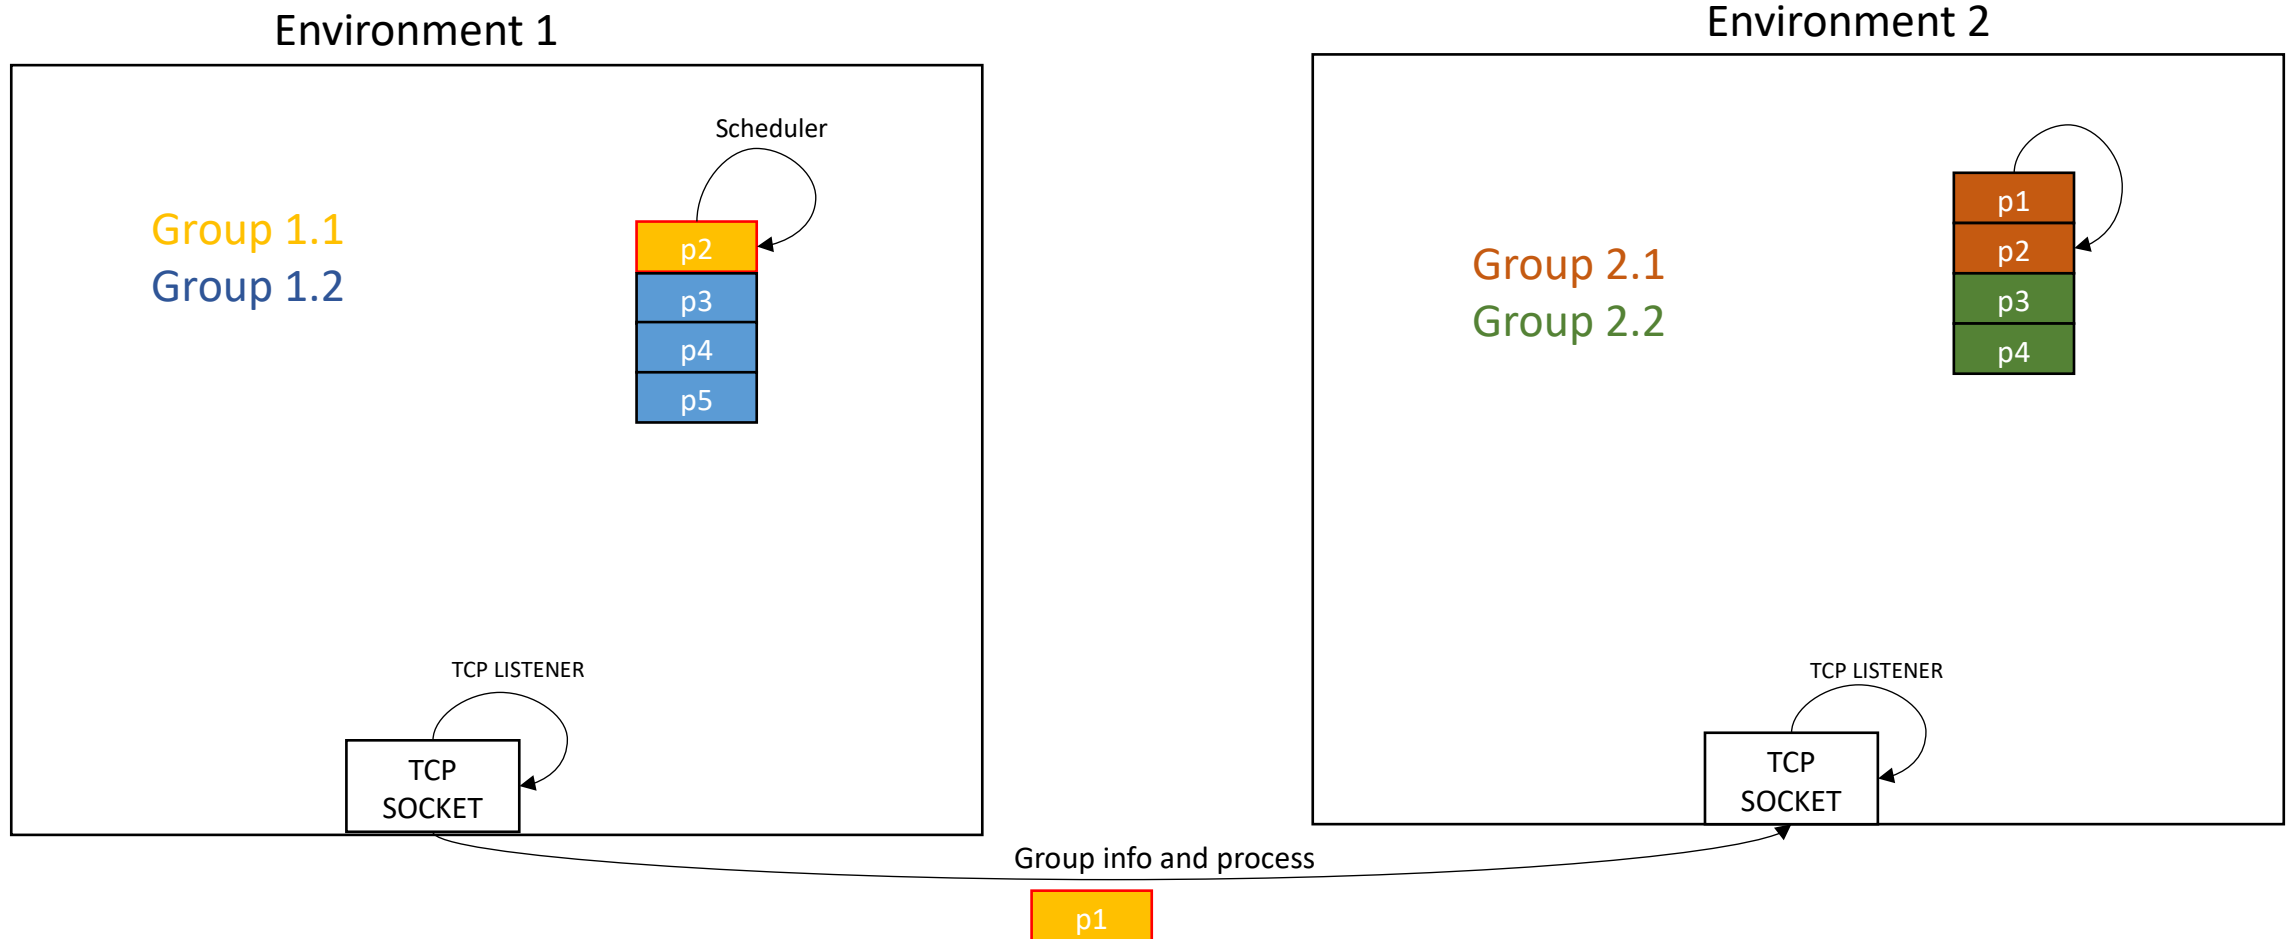 Environment 1
Scheduler
Group 1.1
Group 1.2
p2
p3
p4
p5
TCP LISTENER
TCP
SOCKET
Environment 2
Group 2.1
Group 2.2
p1
p2
p3
p4
TCP LISTENER
TCP
SOCKET
Group info and process
p1